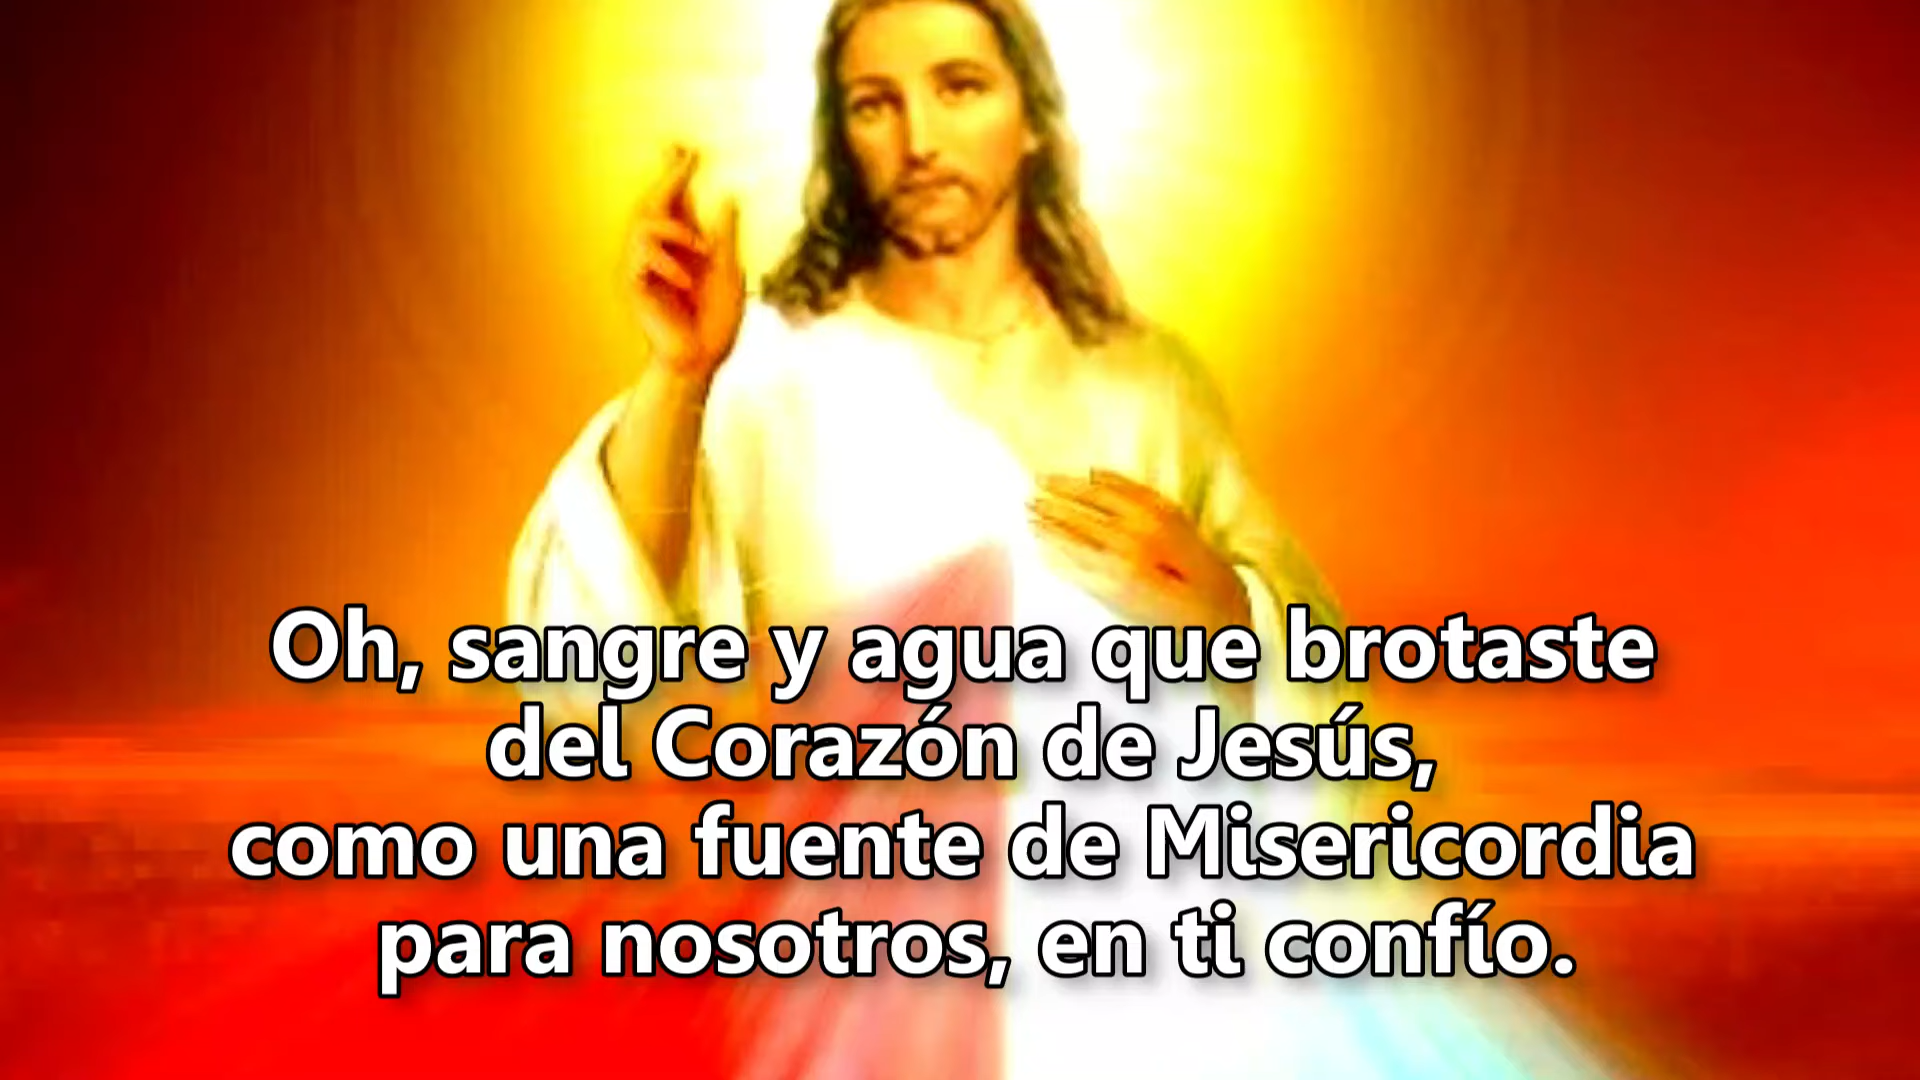 Oh, sangre y agua que brotaste
del Corazón de Jesús,
como una fuente de Misericordia
para nosotros, en ti confío.